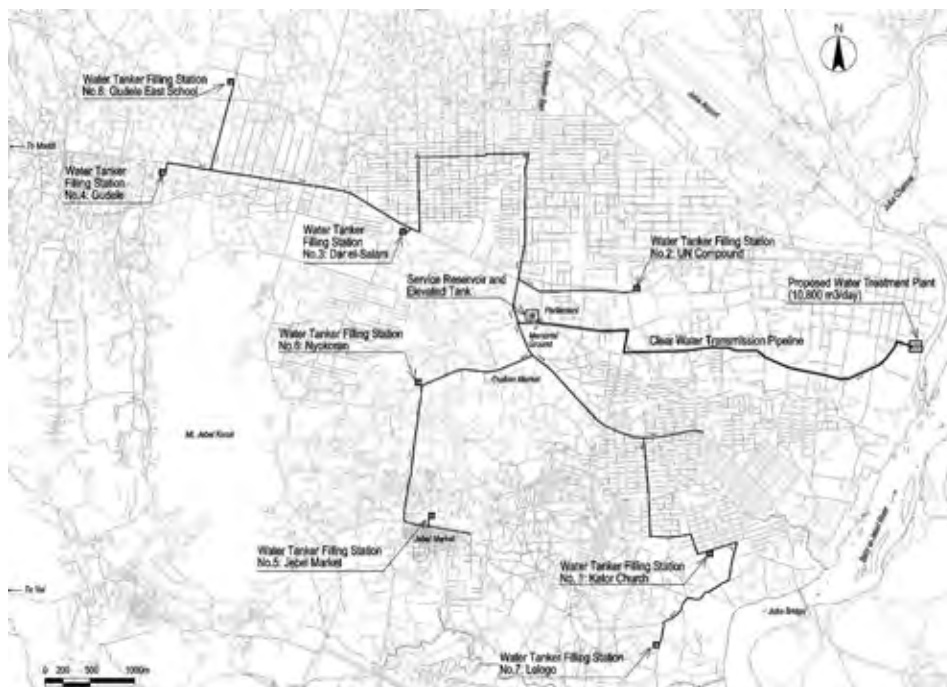 N
Water Tanker Filling Station
No.8: Gudele East School
Juba Airport
To Maridi
Water Tanker
Filling Station
No.4: Gudele
Water Tanker
Filling Station
No.3: Dar el-Salam
Water Tanker Filling Station
No.2: UN Compound
Service Reservoir and
Elevated Tank
Proposed Water Treatment Plant
(10,800 m3/day)
Parliament
Memorial
Ground
Clear Water Transmission Pipeline
Water Tanker Filling Station
No.6: Nyokoran
Custom Market
Mt. Jebel Kujur
Water Tanker Filling Station
No.5: Jebel Market
Jebel Market
Water Tanker Filling Station
No. 1: Kator Church
To Yei
Juba Bridge
Water Tanker Filling Station
No.7: Lologo
0 200 500 1000m